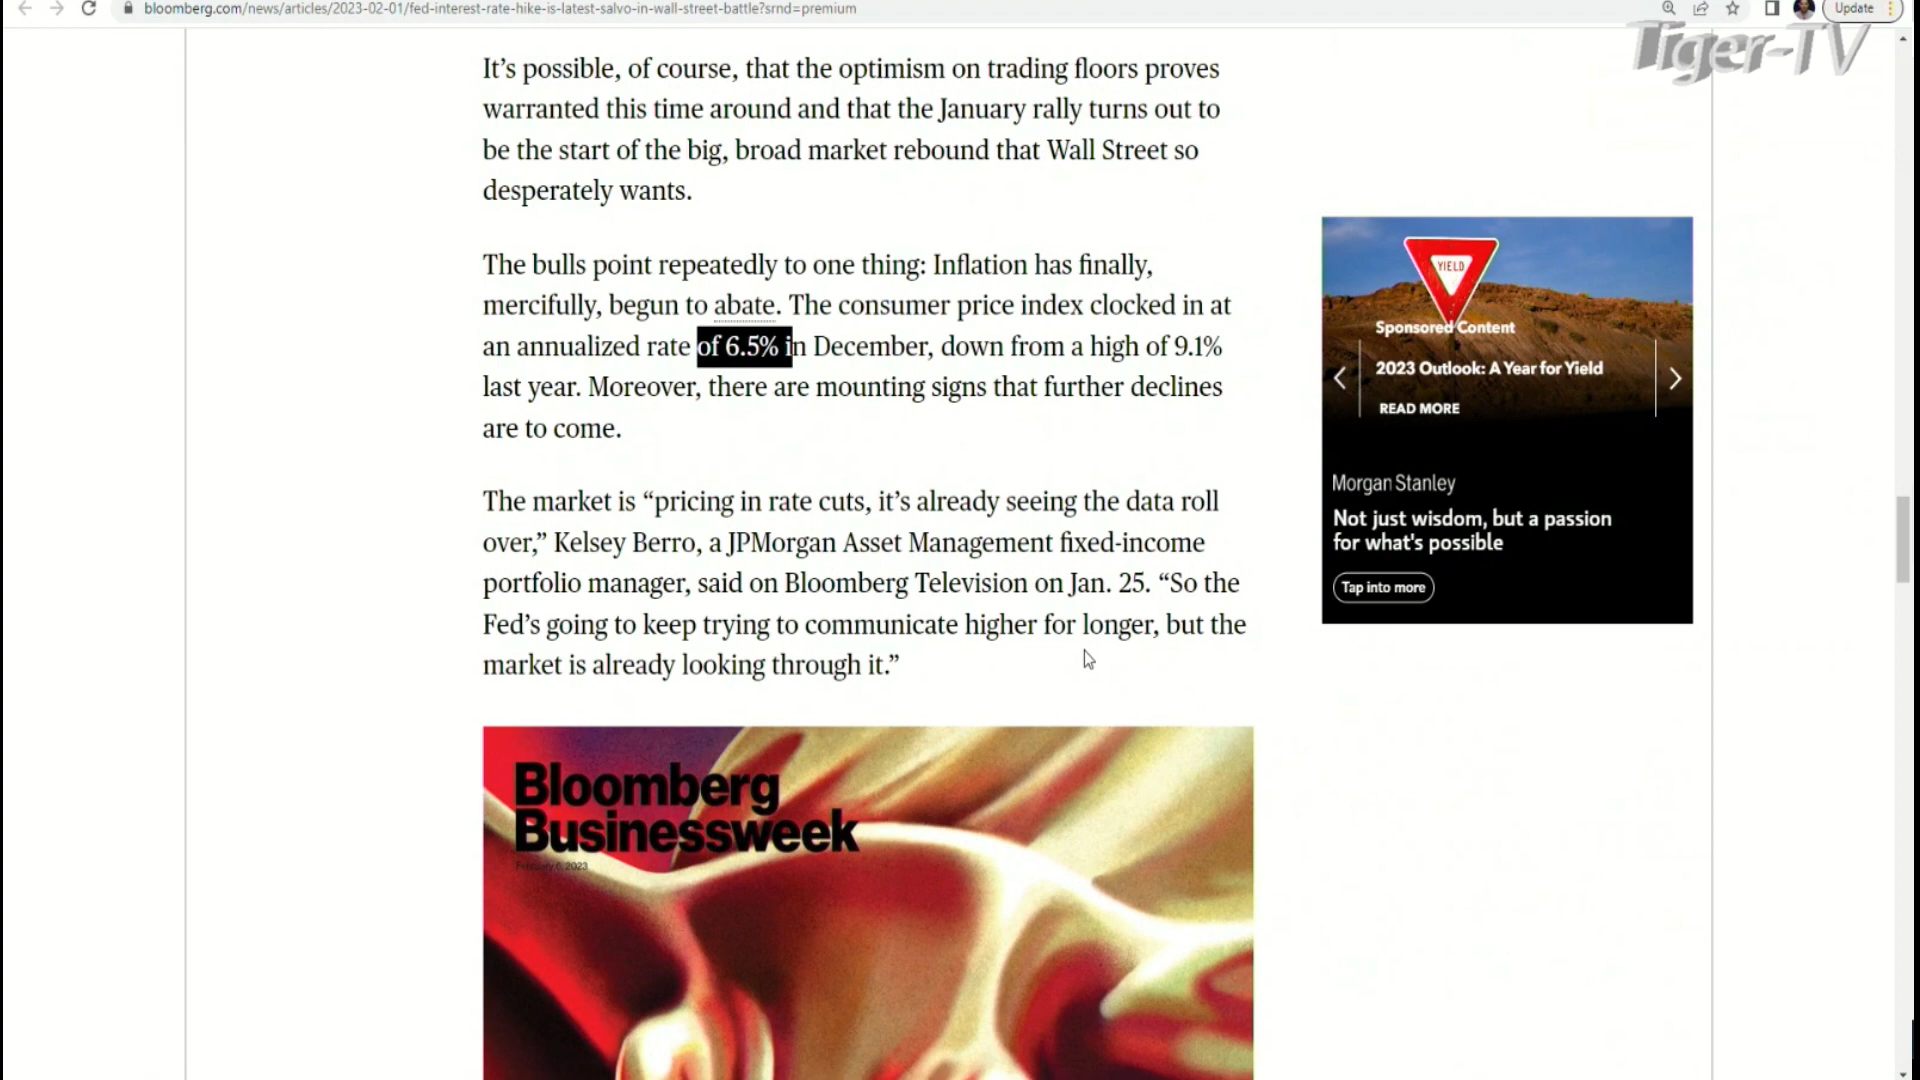 bloomberg.com/news/articles/2023-02-01/fed-interest-rate-hike-is-latest-salvo-in-wall-street-battle?srnd=premium
Update
Tiger-TV
It’s possible, of course, that the optimism on trading floors proves
warranted this time around and that the January rally turns out to
be the start of the big, broad market rebound that Wall Street so
desperately wants.
The bulls point repeatedly to one thing: Inflation has finally,
mercifully, begun to abate. The consumer price index clocked in at
an annualized rate of 6.5% in December, down from a high of 9.1%
last year. Moreover, there are mounting signs that further declines
are to come.
The market is “pricing in rate cuts, it’s already seeing the data roll
over,” Kelsey Berro, a JPMorgan Asset Management fixed-income
portfolio manager, said on Bloomberg Television on Jan. 25. “So the
Fed’s going to keep trying to communicate higher for longer, but the
market is already looking through it.”
YIELD
Sponsored Content
2023 Outlook: A Year for Yield
READ MORE
Morgan Stanley
Not just wisdom, but a passion
for what's possible
Tap into more
Bloomberg
Businessweek
February 6, 2023